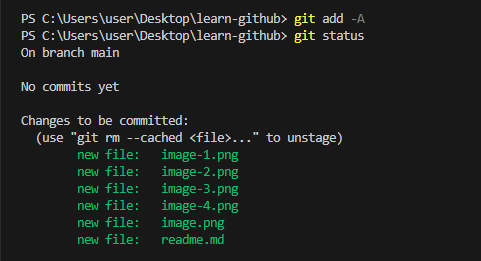 PS C:\Users\user\Desktop\learn-github> git add -A
PS C:\Users\user\Desktop\learn-github> git status
On branch main

No commits yet

Changes to be committed:
  (use "git rm --cached <file>..." to unstage)
        new file:   image-1.png
        new file:   image-2.png
        new file:   image-3.png
        new file:   image-4.png
        new file:   image.png
        new file:   readme.md